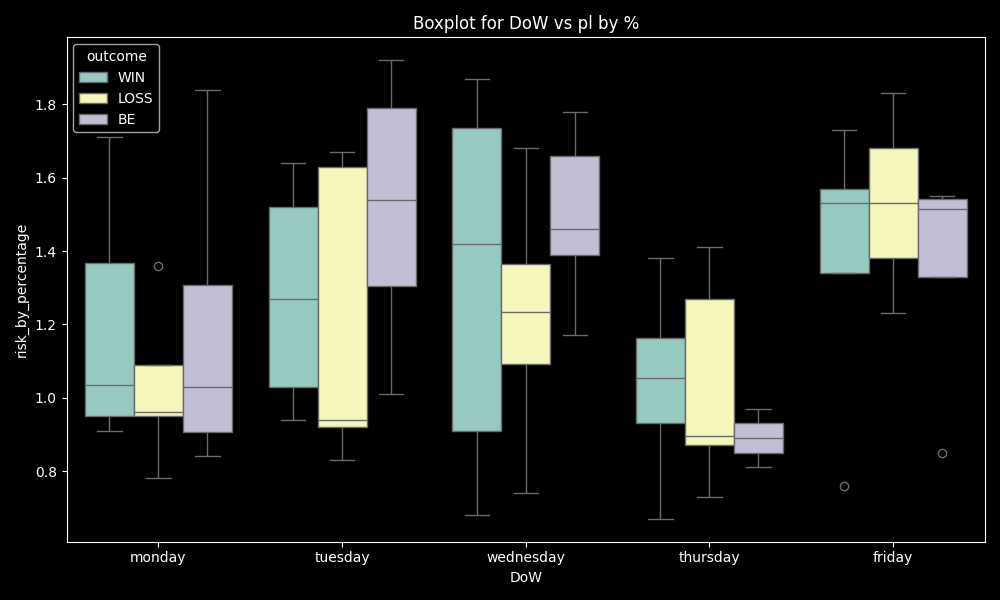 Boxplot for DoW vs pl by %
outcome
WIN
LOSS
BE
risk_by_percentage
1.8
1.6
1.4
1.2
1.0
0.8
monday
tuesday
wednesday
thursday
friday
DoW